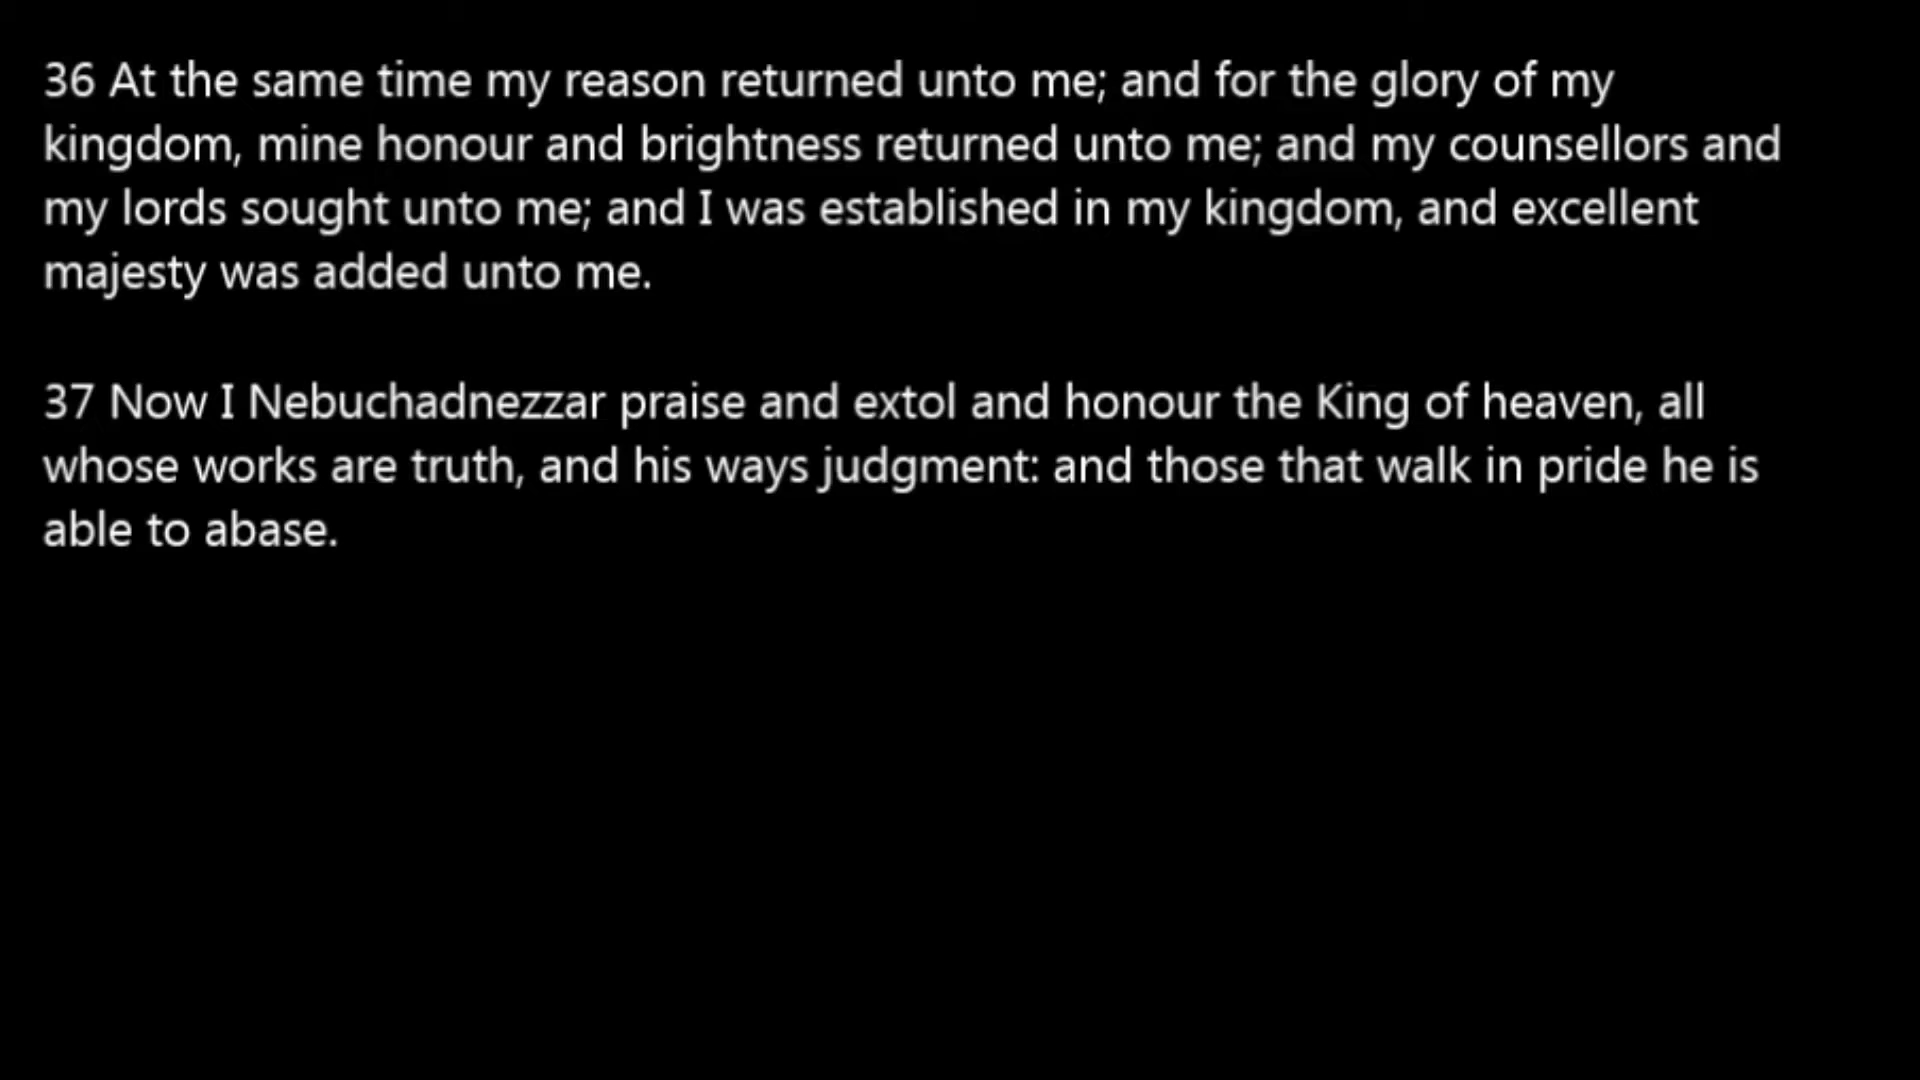 36 At the same time my reason returned unto me; and for the glory of my
kingdom, mine honour and brightness returned unto me; and my counsellors and
my lords sought unto me; and I was established in my kingdom, and excellent
majesty was added unto me.
37 Now I Nebuchadnezzar praise and extol and honour the King of heaven, all
whose works are truth, and his ways judgment: and those that walk in pride he is
able to abase.